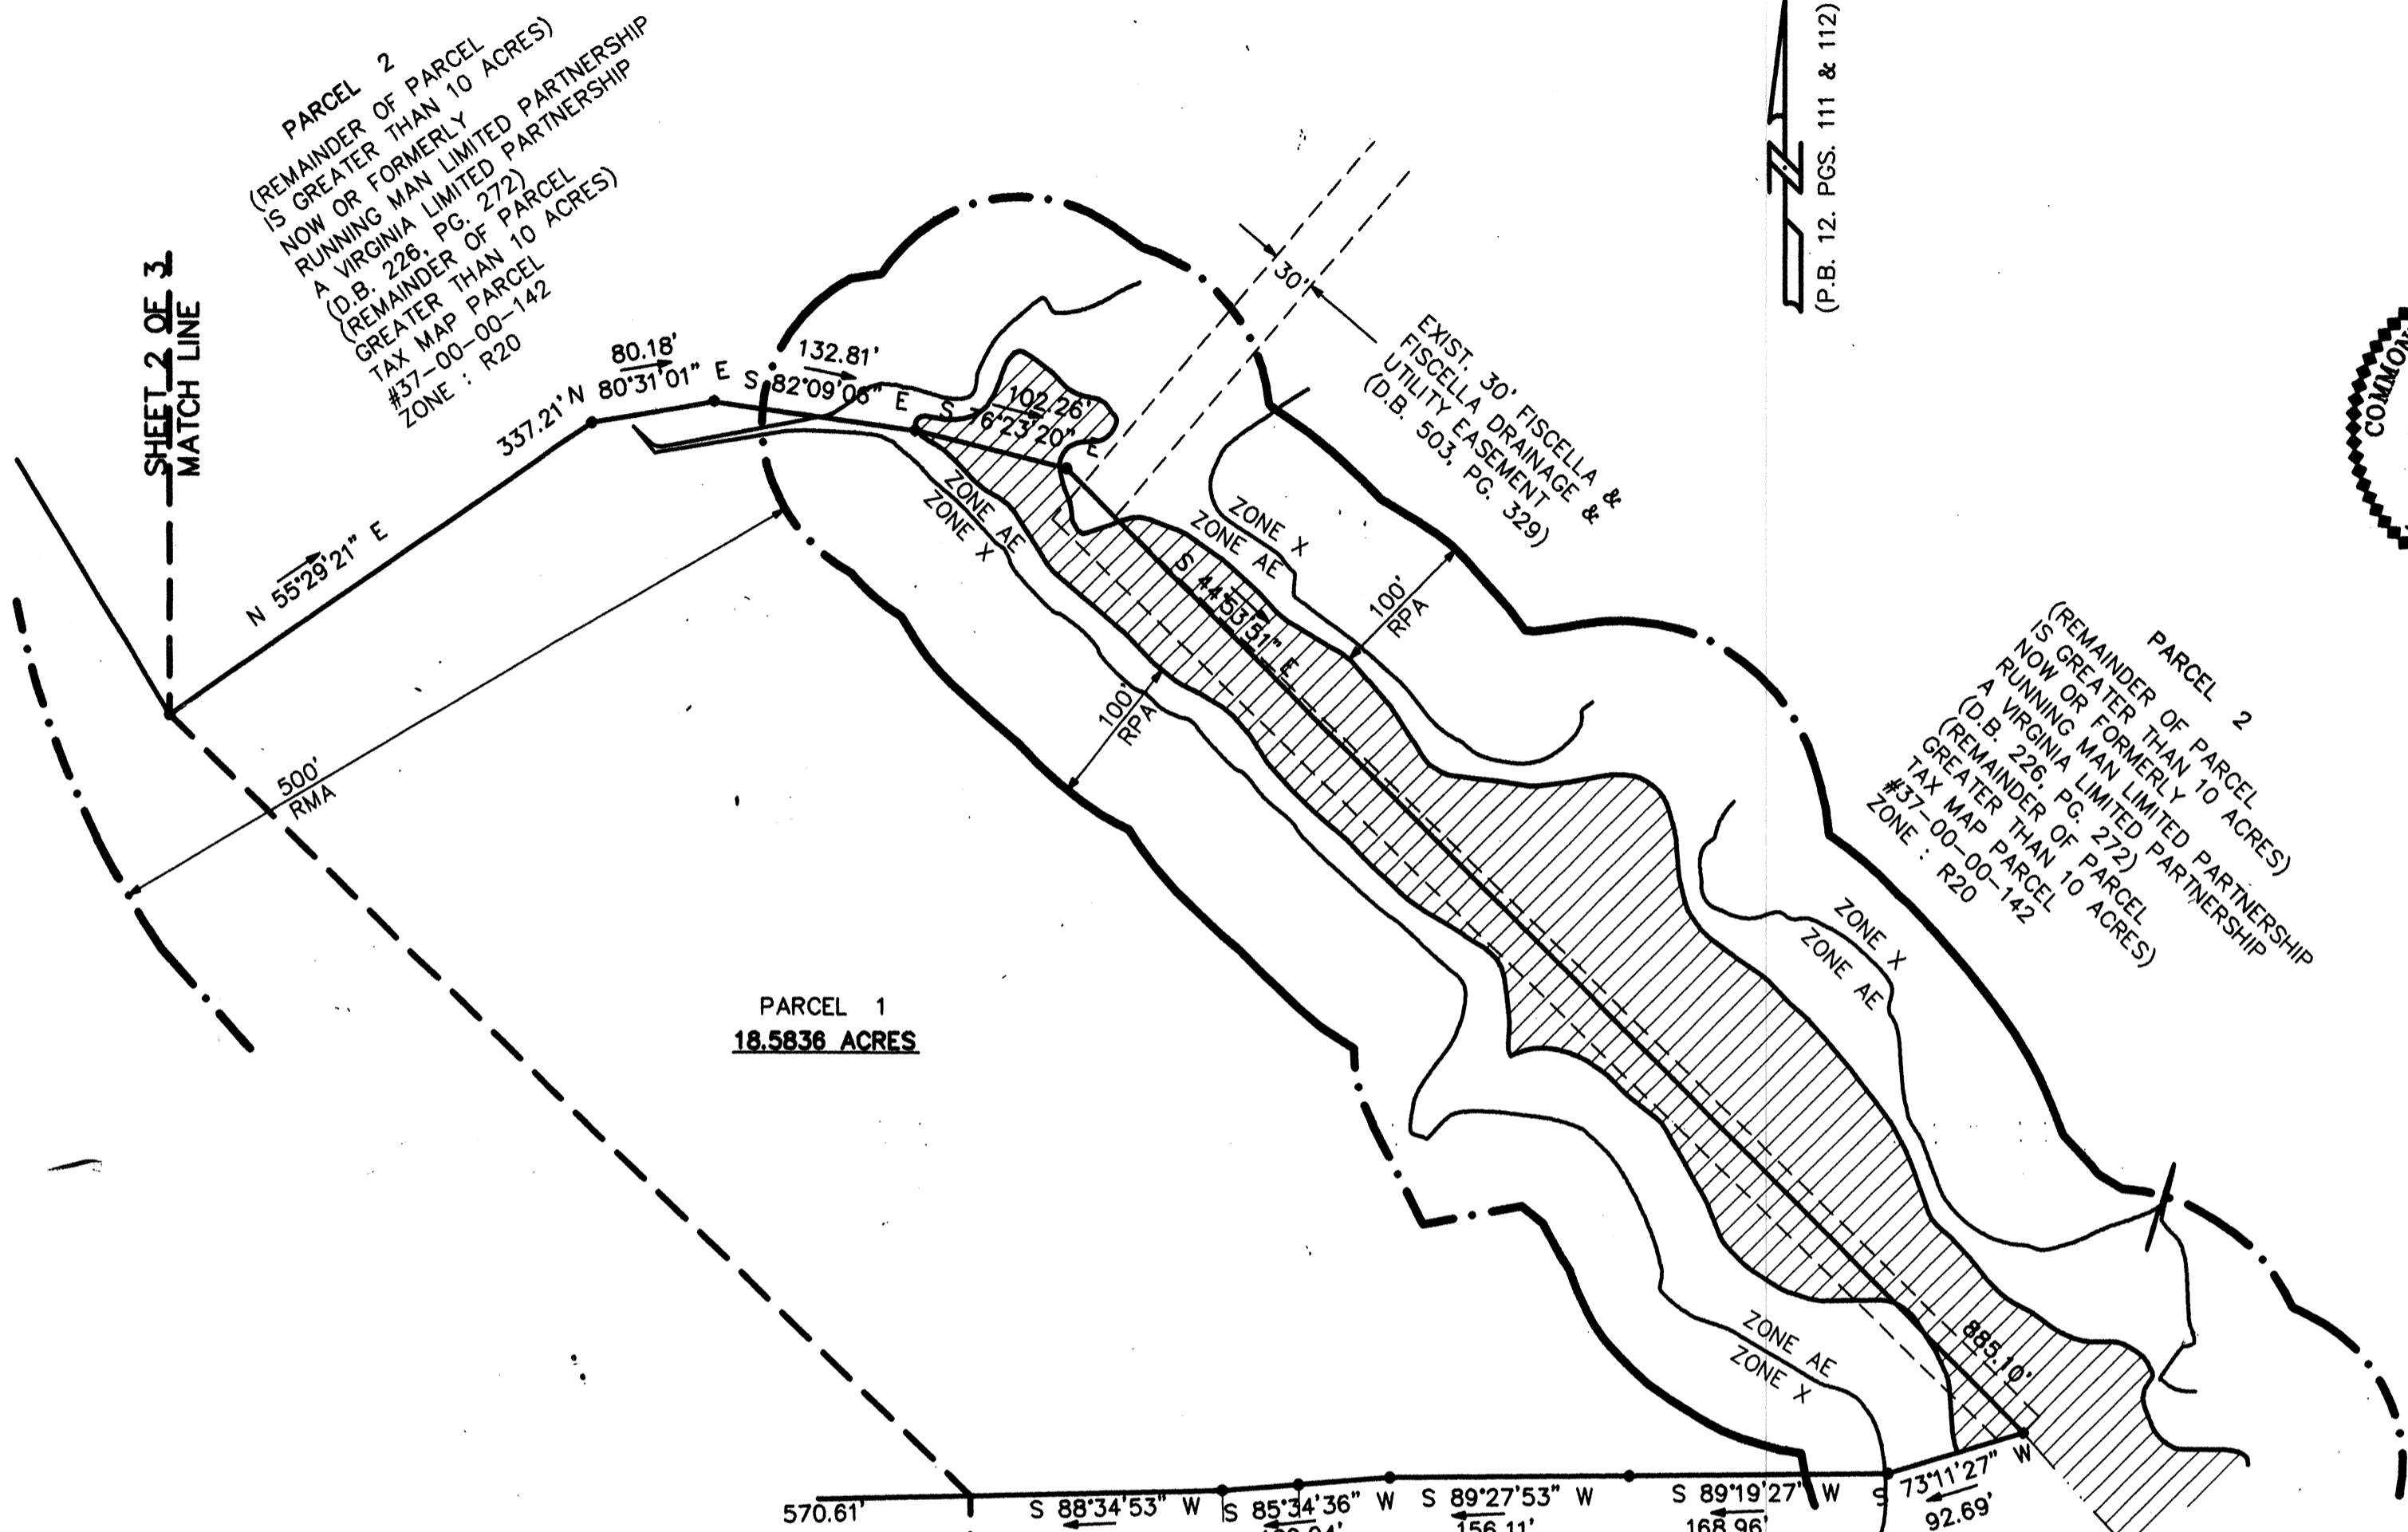 PARCEL 2
(REMAINDER OF PARCEL
IS GREATER THAN 10 ACRES)
NOW OR FORMERLY
RUNNING MAN LIMITED PARTNERSHIP
A VIRGINIA LIMITED PARTNERSHIP
(D.B. 226, PG. 272)
(REMAINDER OF PARCEL
GREATER THAN 10 ACRES)
TAX MAP PARCEL
#37-00-00-142
ZONE : R20
SHEET 2 OF 3
MATCH LINE
(P.B. 12. PGS. 111 & 112)
COMMON
30'
EXIST. 30' FISCELLA &
FISCELLA DRAINAGE &
UTILITY EASEMENT &
(D.B. 503, PG. 329)
N 55°29'21" E
337.21'
N 80°31'01" E
80.18'
S 82°09'06" E
132.81'
S 76°23'20" E
102.26'
ZONE AE
ZONE X
ZONE X
ZONE AE
S 44°53'51" E
100'
RPA
100'
RPA
500'
RMA
PARCEL 2
(REMAINDER OF PARCEL
IS GREATER THAN 10 ACRES)
NOW OR FORMERLY
RUNNING MAN LIMITED PARTNERSHIP
A VIRGINIA LIMITED PARTNERSHIP
(D.B. 226, PG. 272)
(REMAINDER OF PARCEL
GREATER THAN 10 ACRES)
TAX MAP PARCEL
#37-00-00-142
ZONE : R20
ZONE X
ZONE AE
PARCEL 1
18.5836 ACRES
ZONE AE
ZONE X
885.10'
570.61'
S 88°34'53" W
S 85°34'36" W
S 89°27'53" W
156.11'
S 89°19'27" W
168.96'
S 73°11'27" W
92.69'